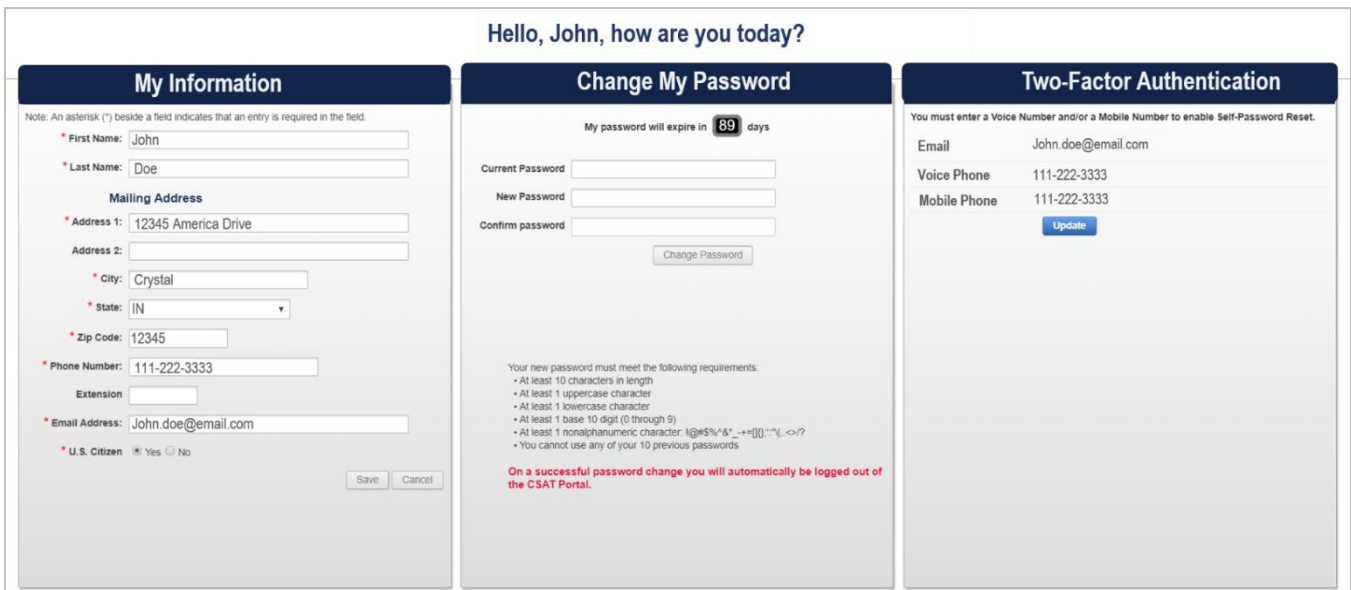 Hello, John, how are you today?
My Information
Note: An asterisk (*) beside a field indicates that an entry is required in the field.
* First Name: John
* Last Name: Doe
Mailing Address
* Address 1: 12345 America Drive
Address 2:
* City: Crystal
* State: IN
* Zip Code: 12345
* Phone Number: 111-222-3333
Extension
* Email Address: John.doe@email.com
* U.S. Citizen Yes No
Save Cancel
Change My Password
My password will expire in 89 days
Current Password
New Password
Confirm password
Change Password
Your new password must meet the following requirements:
• At least 10 characters in length
• At least 1 uppercase character
• At least 1 lowercase character
• At least 1 base 10 digit (0 through 9)
• At least 1 nonalphanumeric character:
• You cannot use any of your 10 previous passwords
On a successful password change you will automatically be logged out of
the CSAT Portal.
Two-Factor Authentication
You must enter a Voice Number and/or a Mobile Number to enable Self-Password Reset.
Email John.doe@email.com
Voice Phone 111-222-3333
Mobile Phone 111-222-3333
Update